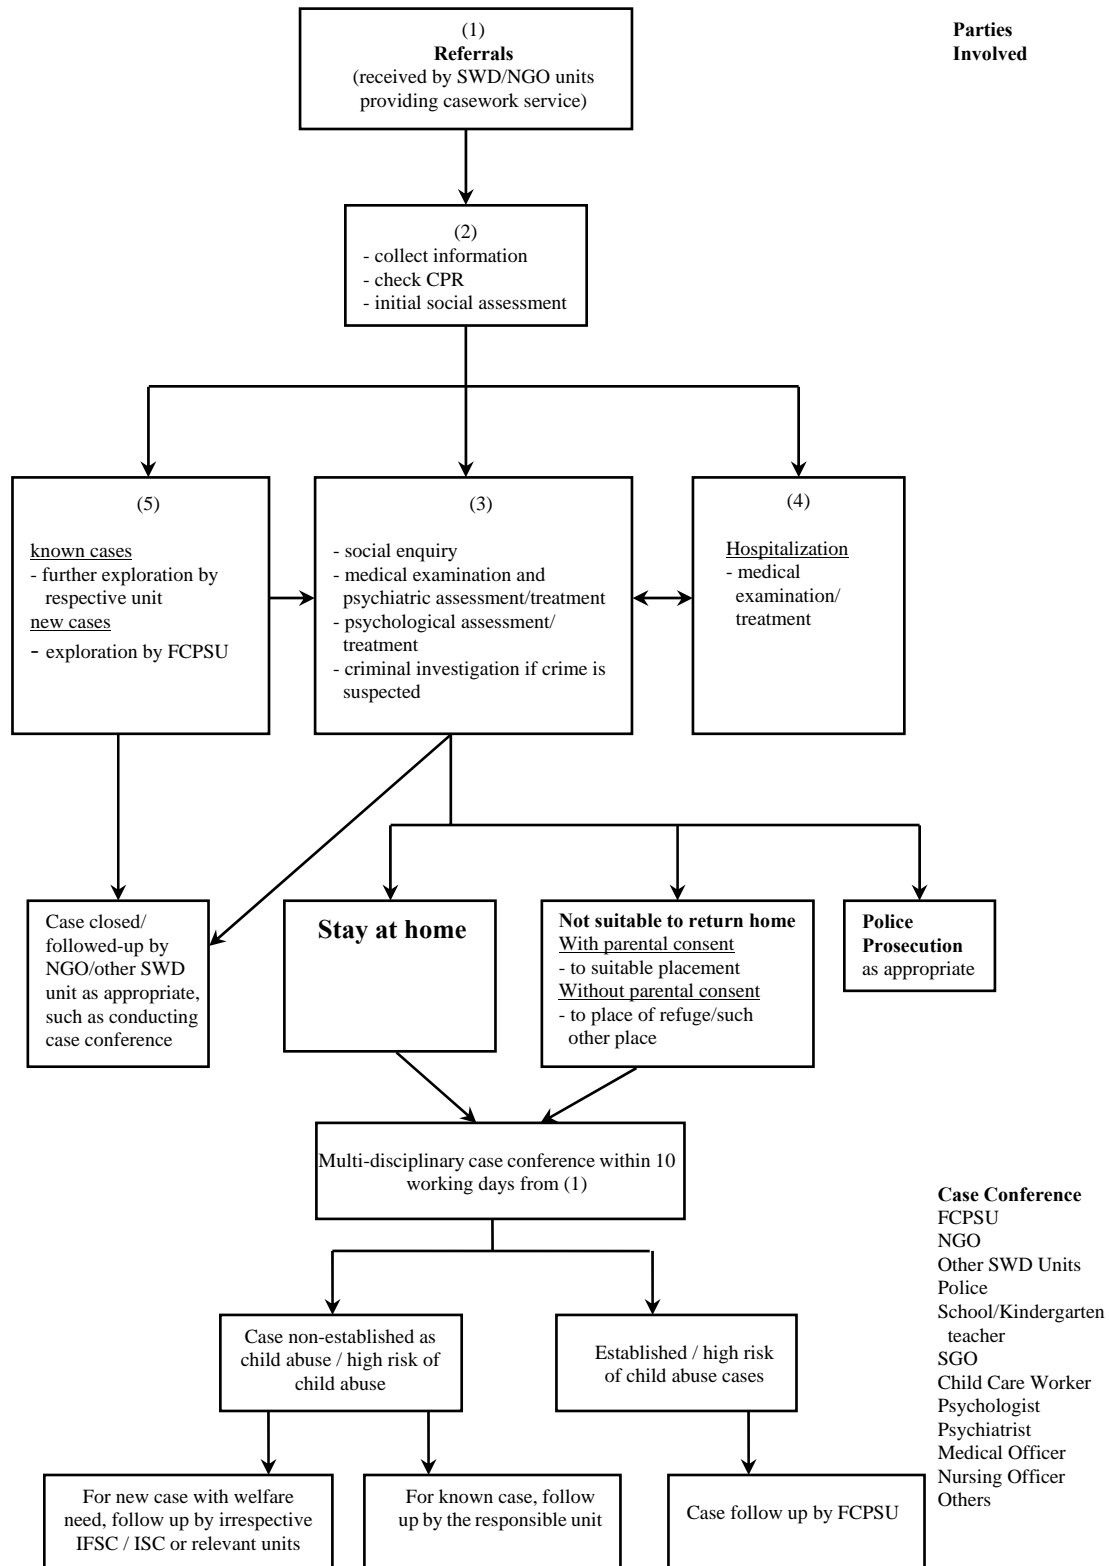 (1)
Referrals
(received by SWD/NGO units
providing casework service)
Parties
Involved
(2)
- collect information
- check CPR
- initial social assessment
(5)
known cases
- further exploration by
respective unit
new cases
- exploration by FCPSU
(3)
- social enquiry
- medical examination and
psychiatric assessment/treatment
- psychological assessment/
treatment
- criminal investigation if crime is
suspected
(4)
Hospitalization
- medical
examination/
treatment
Case closed/
followed-up by
NGO/other SWD
unit as appropriate,
such as conducting
case conference
Stay at home
Not suitable to return home
With parental consent
- to suitable placement
Without parental consent
- to place of refuge/such
other place
Police
Prosecution
as appropriate
Multi-disciplinary case conference within 10
working days from (1)
Case non-established as
child abuse / high risk of
child abuse
Established / high risk
of child abuse cases
For new case with welfare
need, follow up by irrespective
IFSC / ISC or relevant units
For known case, follow
up by the responsible unit
Case follow up by FCPSU
Case Conference
FCPSU
NGO
Other SWD Units
Police
School/Kindergarten
teacher
SGO
Child Care Worker
Psychologist
Psychiatrist
Medical Officer
Nursing Officer
Others